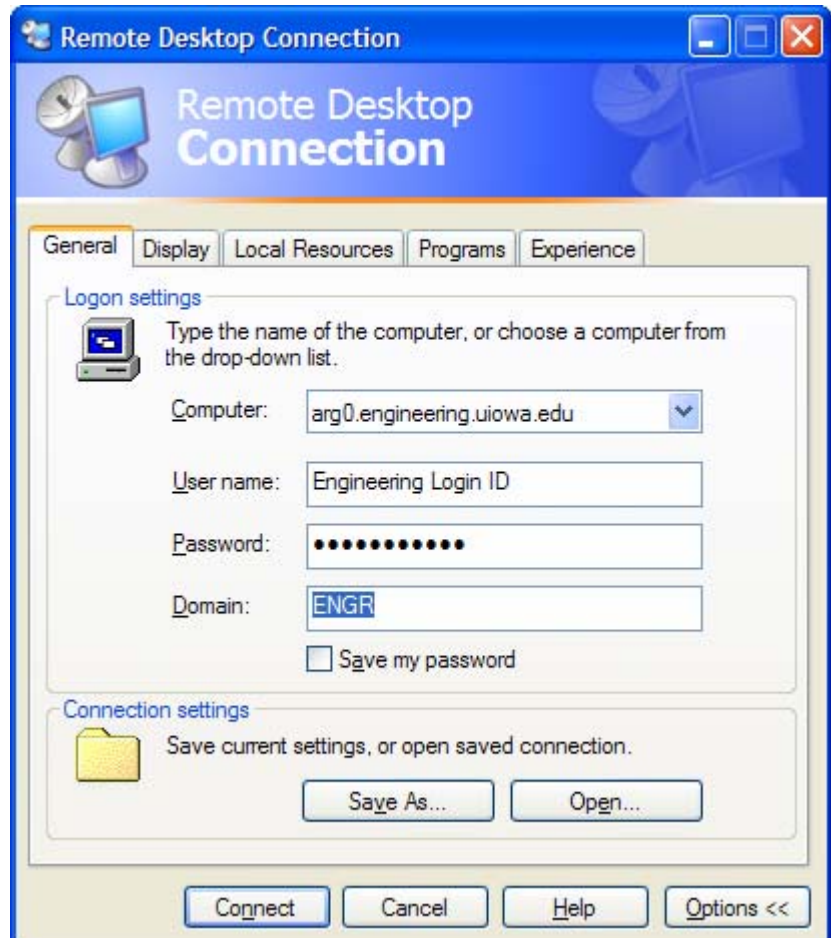 Remote Desktop Connection
Remote Desktop
Connection
General Display Local Resources Programs Experience
Logon settings
Type the name of the computer, or choose a computer from
the drop-down list.
Computer: arg0.engineering.uiowa.edu
User name: Engineering Login ID
Password: •••••••••••
Domain: ENGR
Save my password
Connection settings
Save current settings, or open saved connection.
Save As... Open...
Connect Cancel Help Options <<